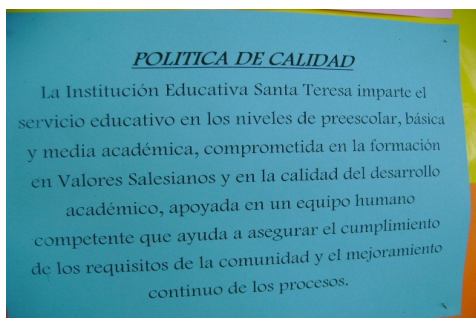 POLITICA DE CALIDAD
La Institución Educativa Santa Teresa imparte el
servicio educativo en los niveles de preescolar, básica
y media académica, comprometida en la formación
en Valores Salesianos y en la calidad del desarrollo
académico, apoyada en un equipo humano
competente que ayuda a asegurar el cumplimiento
de los requisitos de la comunidad y el mejoramiento
continuo de los procesos.